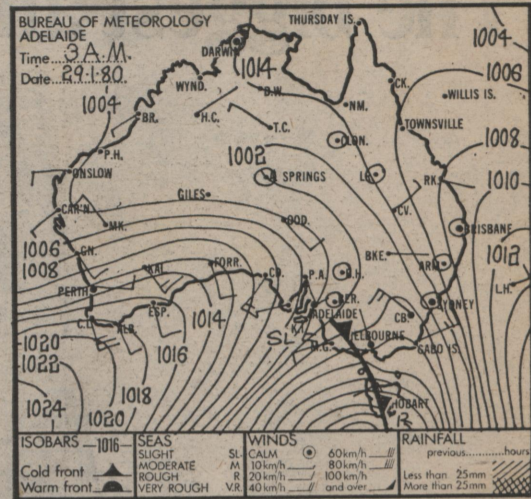 BUREAU OF METEOROLOGY
ADELAIDE
Time 3 A.M.
Date 29·1·80
THURSDAY IS.
DARWIN
1014
1004
1006
WYND.
D.W.
CK.
WILLIS IS.
1004
NM.
BR.
H.C.
T.C.
TOWNSVILLE
CLON.
1008
P.H.
1002
ONSLOW
SPRINGS
RK.
1010
GILES
CAR'N
MK.
OOD.
CV.
BRISBANE
1006
1008
GN.
BKE.
1012
KAL
FORR.
CD.
P.A.
B.H.
ARM
PERTH
L.H.
ESP.
1014
ADELAIDE
SYDNEY
CB.
C.L.
ALB.
K.I.
1020
1016
SL
M.G.
MELBOURNE
GABO IS.
1022
1018
1024
1020
HOBART
R
ISOBARS —1016—
Cold front
Warm front
SEAS
SLIGHT SL
MODERATE M
ROUGH R
VERY ROUGH V.R.
WINDS
CALM 60km/h
10km/h 80km/h
20km/h 100km/h
40km/h and over
RAINFALL
previous hours
Less than 25mm
More than 25mm